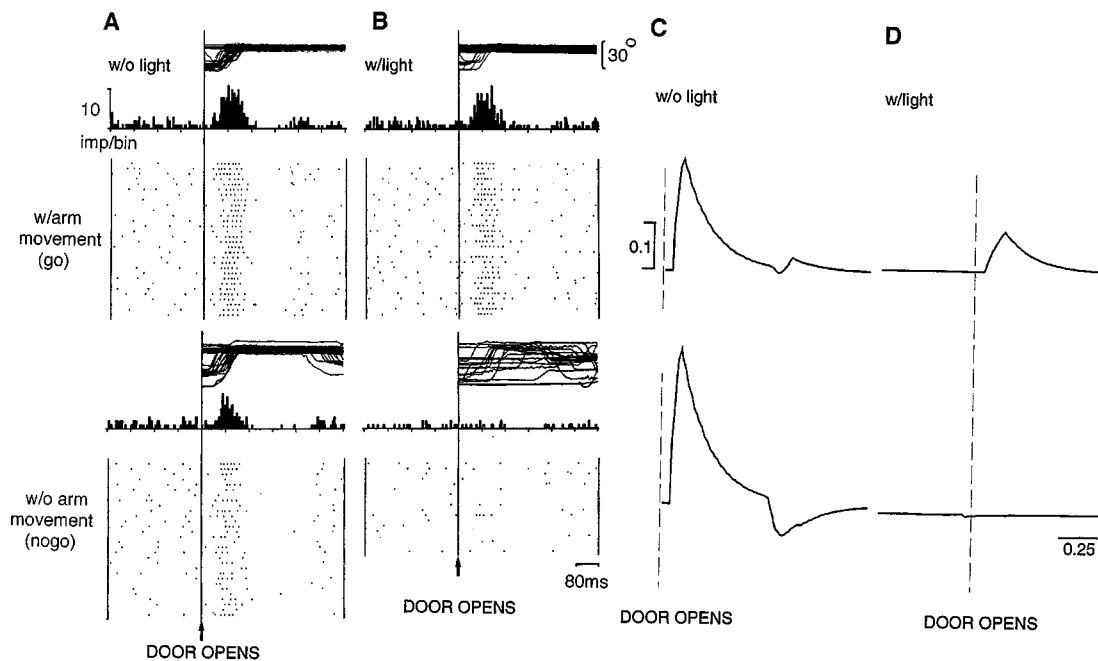 A
B
C
D
w/o light
w/light
30°
w/o light
w/light
10
imp/bin
w/arm
movement
(go)
0.1
w/o arm
movement
(nogo)
0.25
80ms
DOOR OPENS
DOOR OPENS
DOOR OPENS
DOOR OPENS